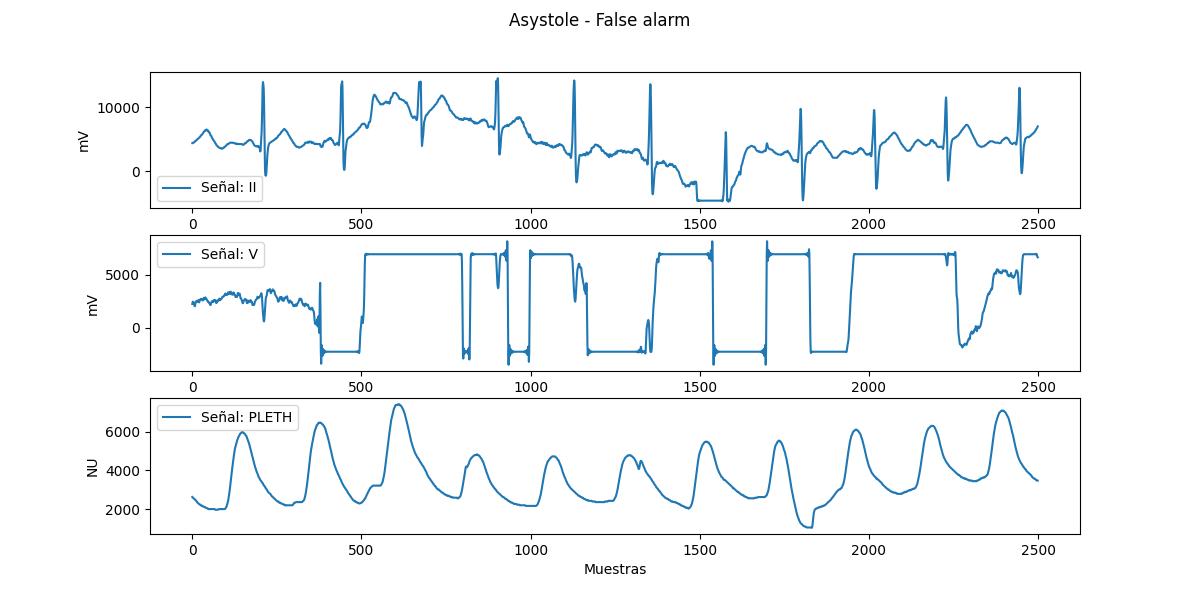 Asystole - False alarm
10000
0
mV
Señal: II
0 500 1000 1500 2000 2500
5000
0
mV
Señal: V
0 500 1000 1500 2000 2500
6000
4000
2000
NU
Señal: PLETH
0 500 1000 1500 2000 2500
Muestras